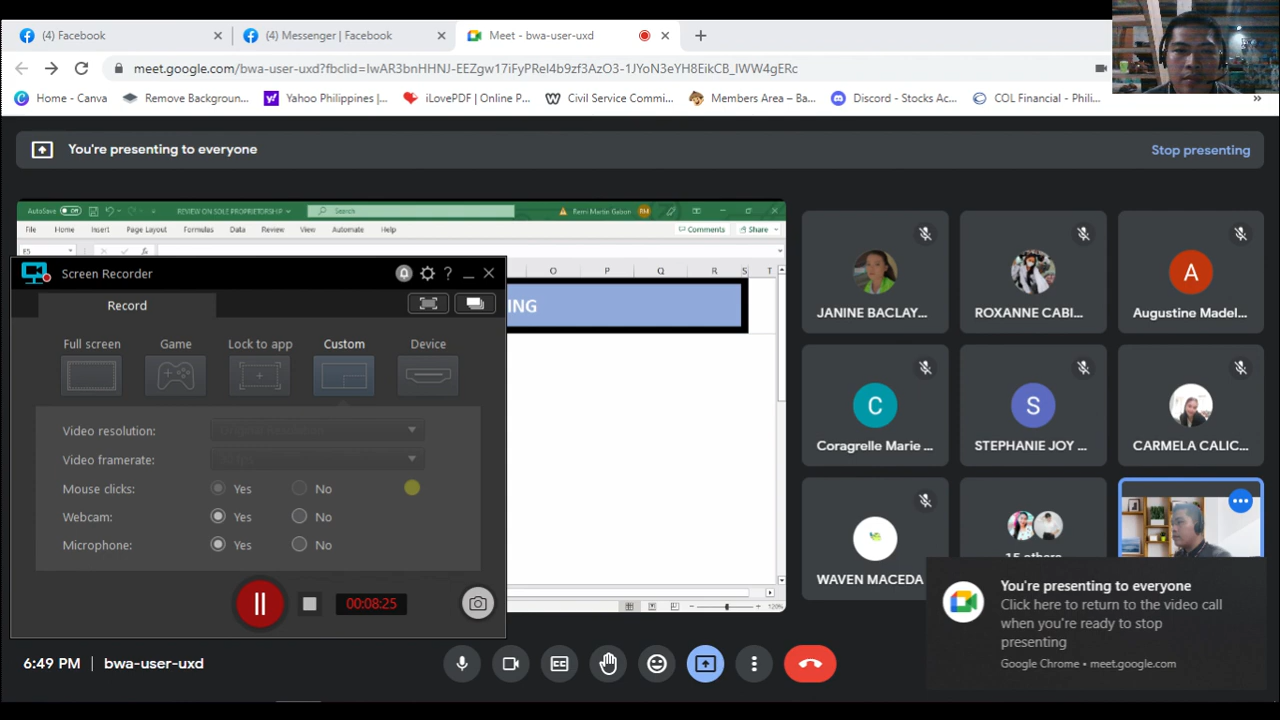 (4) Facebook
(4) Messenger | Facebook
Meet - bwa-user-uxd
meet.google.com/bwa-user-uxd?fbclid=IwAR3bnHHNJ-EEZgw17iFyPReI4b9zf3AzO3-1JYoN3eYH8EikCB_IWW4gERc
Home - Canva
Remove Backgroun...
Yahoo Philippines |...
iLovePDF | Online P...
Civil Service Commi...
Members Area – Ba...
Discord - Stocks Ac...
COL Financial - Phili...
You're presenting to everyone
Stop presenting
AutoSave Off
REVIEW ON SOLE PROPRIETORSHIP
Search
RM
File Home Insert Page Layout Formulas Data Review View Automate Help
Comments
Share
O P Q R S T
ING
Screen Recorder
Record
Full screen
Game
Lock to app
Custom
Device
Video resolution:
Video framerate:
Mouse clicks: Yes No
Webcam: Yes No
Microphone: Yes No
00:08:25
JANINE BACLAY...
ROXANNE CABI...
A
Augustine Madel...
C
Coragrelle Marie ...
S
STEPHANIE JOY ...
CARMELA CALIC...
WAVEN MACEDA
15 others
You're presenting to everyone
Click here to return to the video call
when you're ready to stop
presenting
Google Chrome • meet.google.com
6:49 PM | bwa-user-uxd